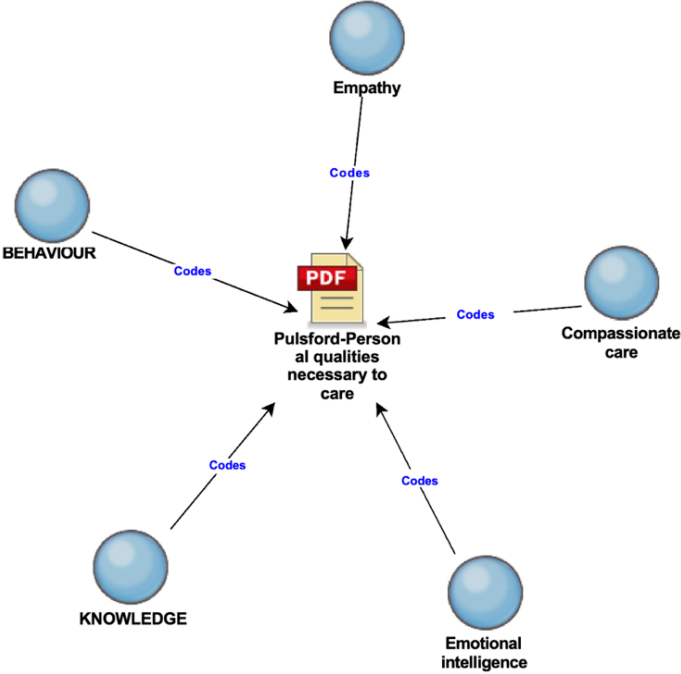 Empathy
Codes
BEHAVIOUR
Codes
PDF
Codes
Compassionate
care
Pulsford-Person
al qualities
necessary to
care
Codes
Codes
KNOWLEDGE
Emotional
intelligence